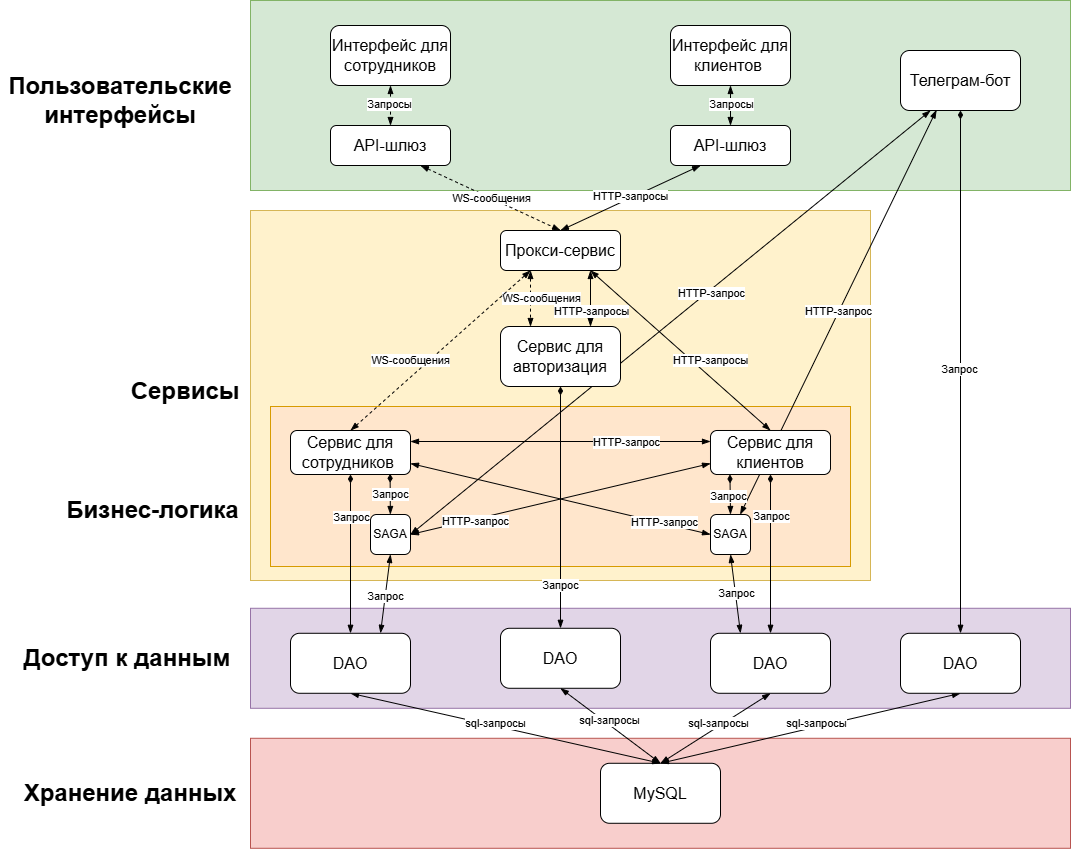 Пользовательские
интерфейсы
Интерфейс для
сотрудников
Интерфейс для
клиентов
Телеграм-бот
Запросы
Запросы
API-шлюз
API-шлюз
WS-сообщения
HTTP-запросы
Сервисы
Прокси-сервис
WS-сообщения
HTTP-запросы
HTTP-запрос
HTTP-запрос
Сервис для
авторизация
WS-сообщения
HTTP-запросы
Запрос
Бизнес-логика
Сервис для
сотрудников
HTTP-запрос
Сервис для
клиентов
Запрос
Запрос
Запрос
Запрос
HTTP-запрос
HTTP-запрос
SAGA
SAGA
Запрос
Запрос
Запрос
Доступ к данным
DAO
DAO
DAO
DAO
sql-запросы
sql-запросы
sql-запросы
sql-запросы
Хранение данных
MySQL